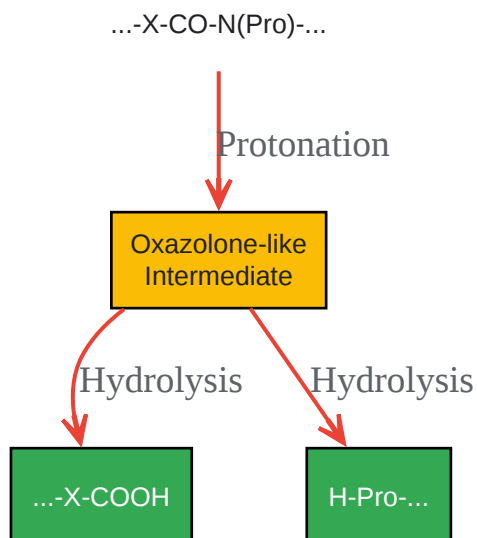 ...-X-CO-N(Pro)-...
Protonation
Oxazolone-like
Intermediate
Hydrolysis
Hydrolysis
...-X-COOH
H-Pro-...